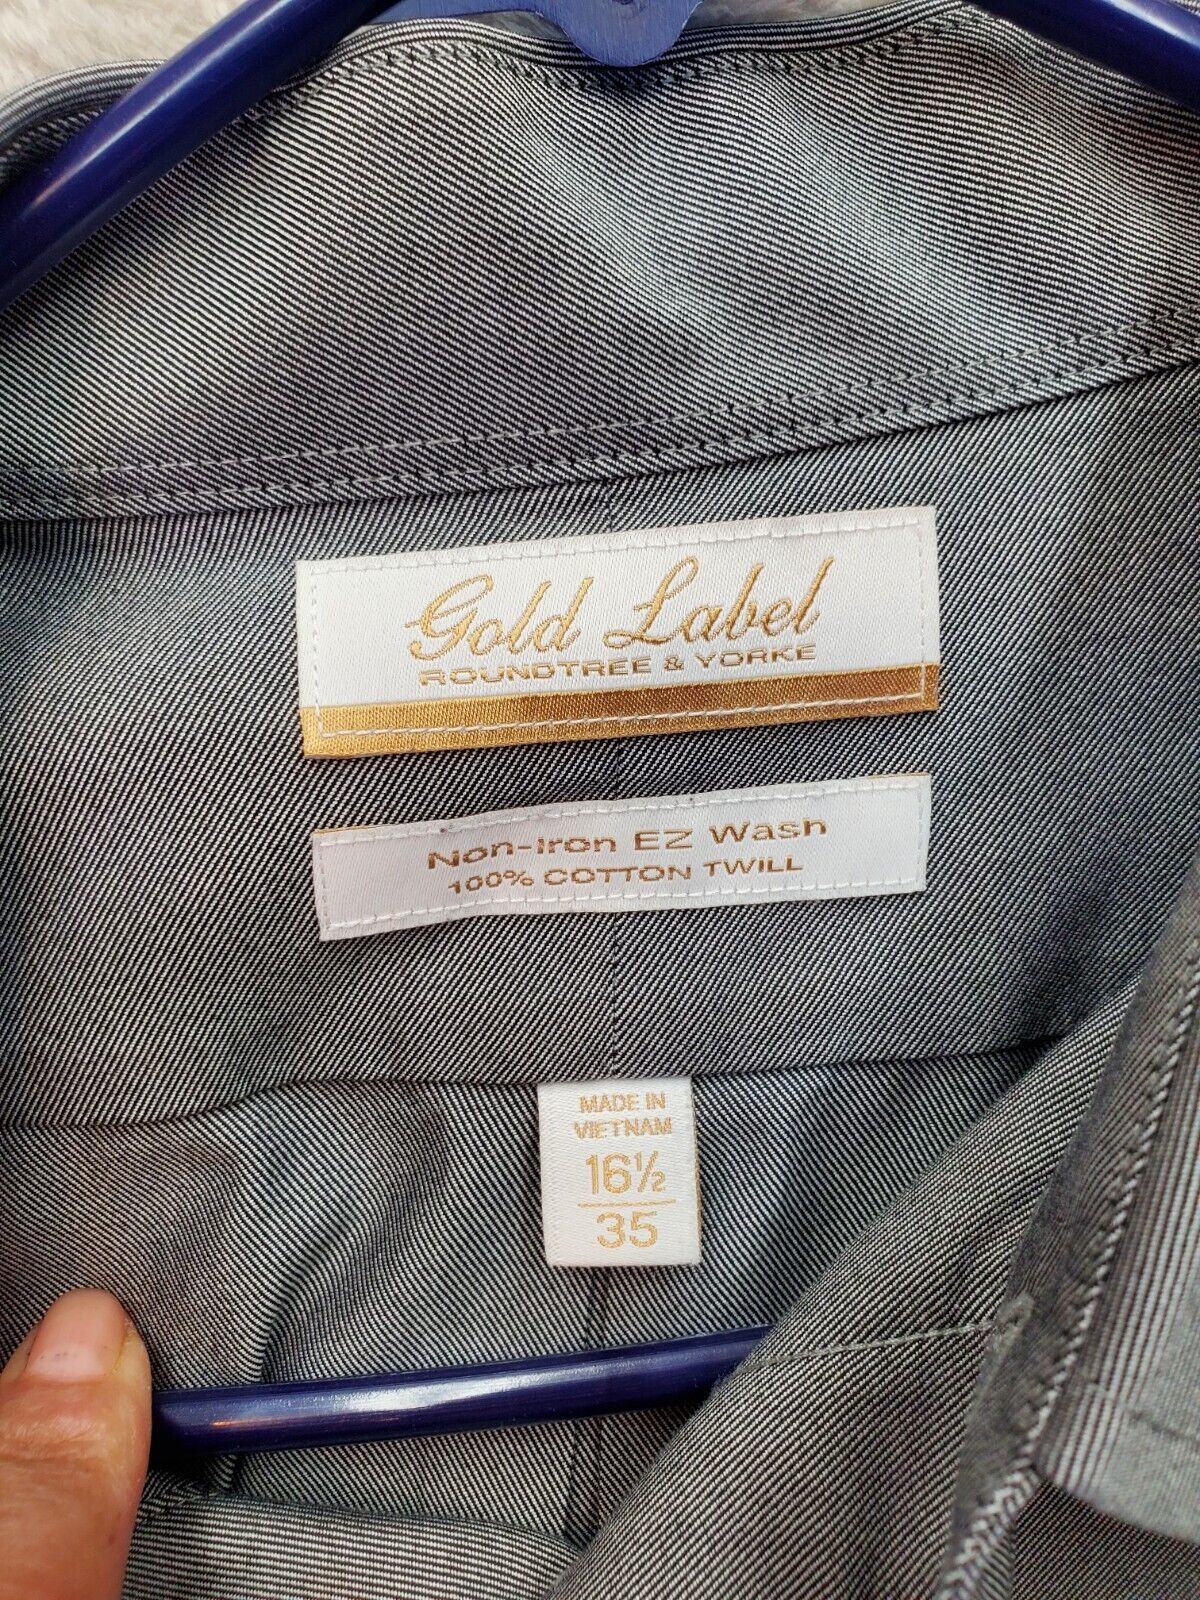 Gold Label
ROUNDTREE & YORKE
Non-Iron EZ Wash
100% COTTON TWILL
MADE IN
VIETNAM
16½
35